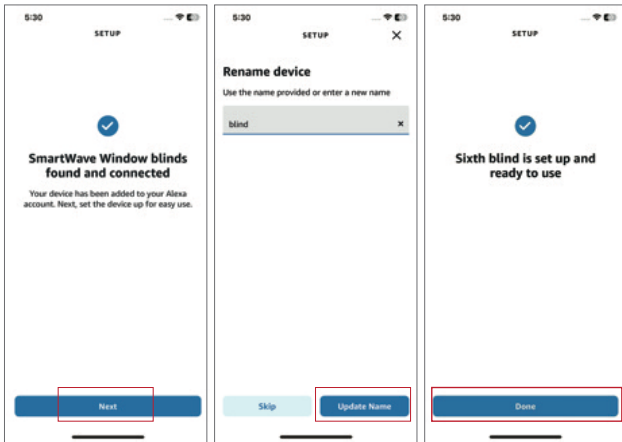 5:30
SETUP
SmartWave Window blinds
found and connected
Your device has been added to your Alexa
account. Next, set the device up for easy use.
Next
5:30
SETUP
Rename device
Use the name provided or enter a new name
blind
Skip
Update Name
5:30
SETUP
Sixth blind is set up and
ready to use
Done